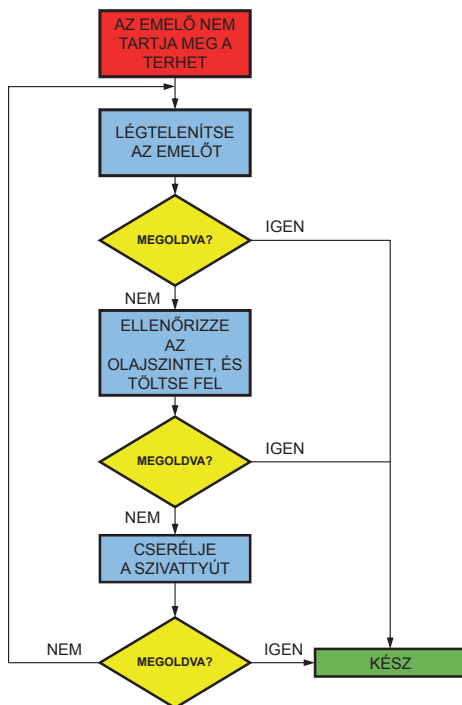 AZ EMELŐ NEM
TARTJA MEG A
TERHET
LÉGTELENÍTSE
AZ EMELŐT
MEGOLDVA?
IGEN
NEM
ELLENŐRIZZE
AZ
OLAJSZINTET, ÉS
TÖLTSE FEL
MEGOLDVA?
IGEN
NEM
CSERÉLJE
A SZIVATTYÚT
NEM
MEGOLDVA?
IGEN
KÉSZ